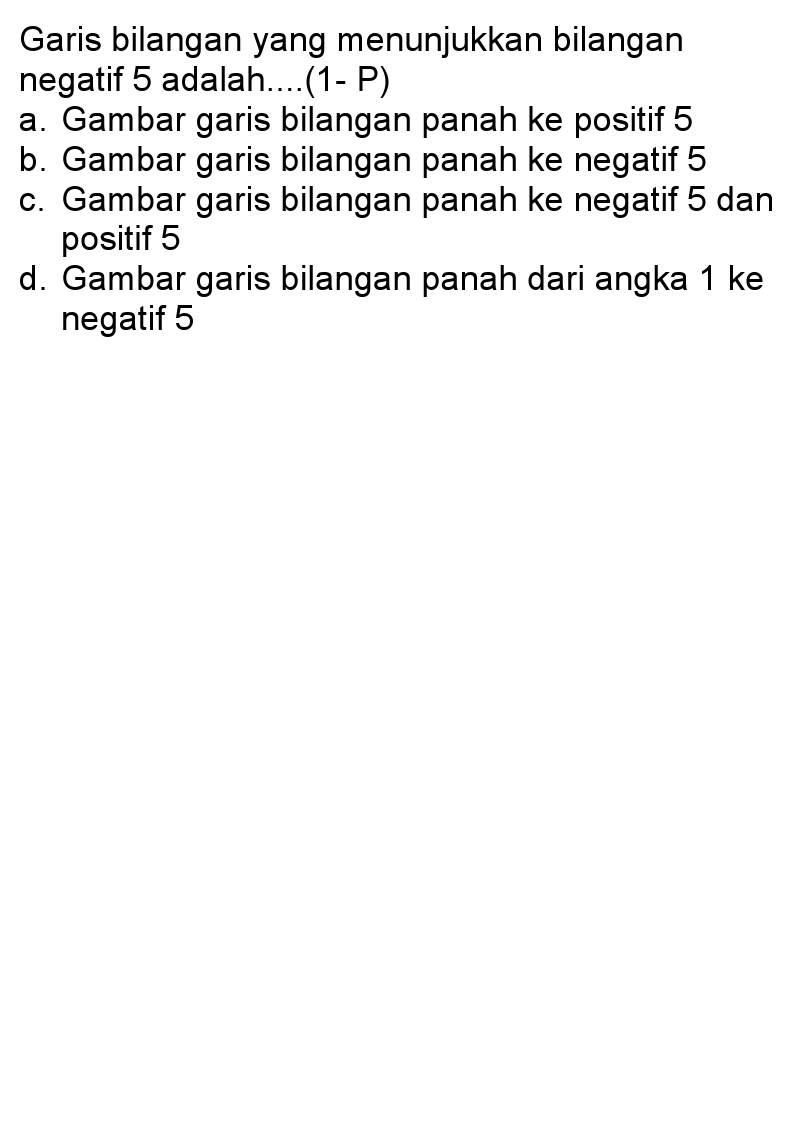 Garis bilangan yang menunjukkan bilangan
negatif 5 adalah....(1- P)
a. Gambar garis bilangan panah ke positif 5
b. Gambar garis bilangan panah ke negatif 5
c. Gambar garis bilangan panah ke negatif 5 dan
positif 5
d. Gambar garis bilangan panah dari angka 1 ke
negatif 5